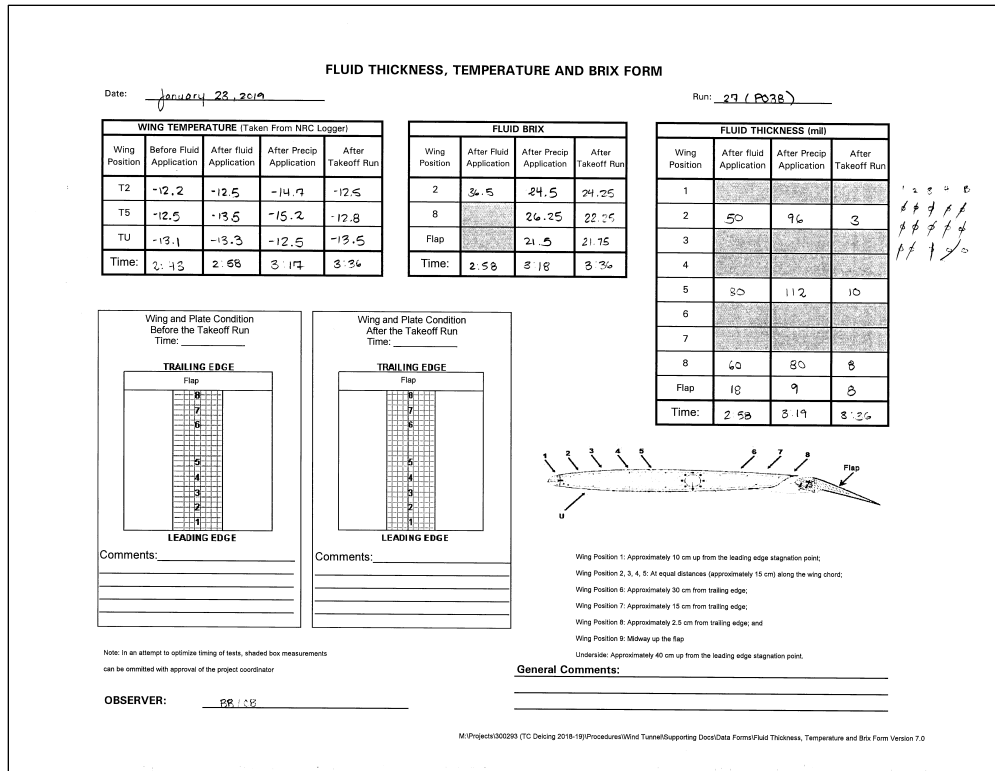 FLUID THICKNESS, TEMPERATURE AND BRIX FORM
Date: January 23, 2019
Run: 27 (P038)
WING TEMPERATURE (Taken From NRC Logger)
Wing Position Before Fluid Application After fluid Application After Precip Application After Takeoff Run
T2 -12.2 -12.5 -14.7 -12.5
T5 -12.5 -13.5 -15.2 -12.8
TU -13.1 -13.3 -12.5 -13.5
Time: 2:43 2:58 3:17 3:36
FLUID BRIX
Wing Position After Fluid Application After Precip Application After Takeoff Run
2 36.5 24.5 24.25
8 26.25 22.25
Flap 21.5 21.75
Time: 2:58 3:18 3:36
FLUID THICKNESS (mil)
Wing Position After fluid Application After Precip Application After Takeoff Run
1
2 50 96 3
3
4
5 80 112 10
6
7
8 60 80 8
Flap 18 9 8
Time: 2 58 3:19 3:36
1 2 3 4 8
Wing and Plate Condition
Before the Takeoff Run
Time:
TRAILING EDGE
Flap
8
7
6
5
4
3
2
1
LEADING EDGE
Comments:
Wing and Plate Condition
After the Takeoff Run
Time:
TRAILING EDGE
Flap
8
7
6
5
4
3
2
1
LEADING EDGE
Comments:
1 2 3 4 5 6 7 8 Flap
U
Wing Position 1: Approximately 10 cm up from the leading edge stagnation point;
Wing Position 2, 3, 4, 5: At equal distances (approximately 15 cm) along the wing chord;
Wing Position 6: Approximately 30 cm from trailing edge;
Wing Position 7: Approximately 15 cm from trailing edge;
Wing Position 8: Approximately 2.5 cm from trailing edge; and
Wing Position 9: Midway up the flap
Underside: Approximately 40 cm up from the leading edge stagnation point.
Note: In an attempt to optimize timing of tests, shaded box measurements
can be ommitted with approval of the project coordinator
General Comments:
OBSERVER: BB / CB
M:\Projects\300293 (TC Deicing 2018-19)\Procedures\Wind Tunnel\Supporting Docs\Data Forms\Fluid Thickness, Temperature and Brix Form Version 7.0